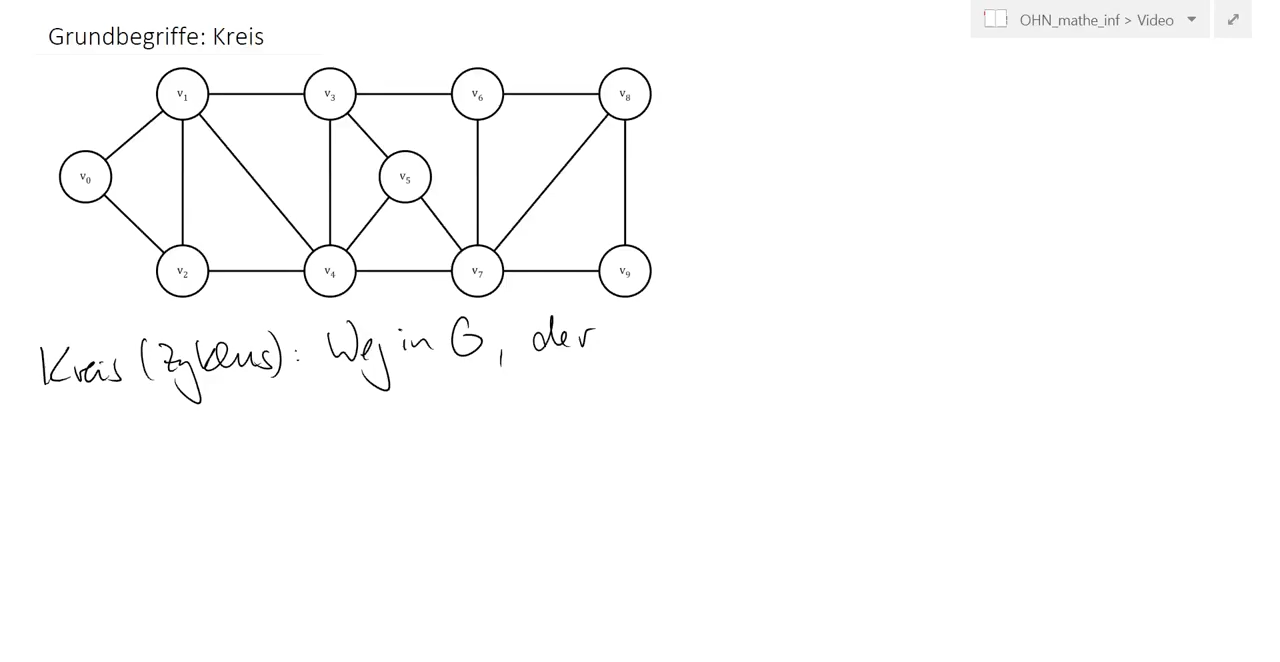 Grundbegriffe: Kreis
OHN_mathe_inf > Video
v1
v3
v6
v8
v0
v5
v2
v4
v7
v9
Kreis (Zyklus): Weg in G, der